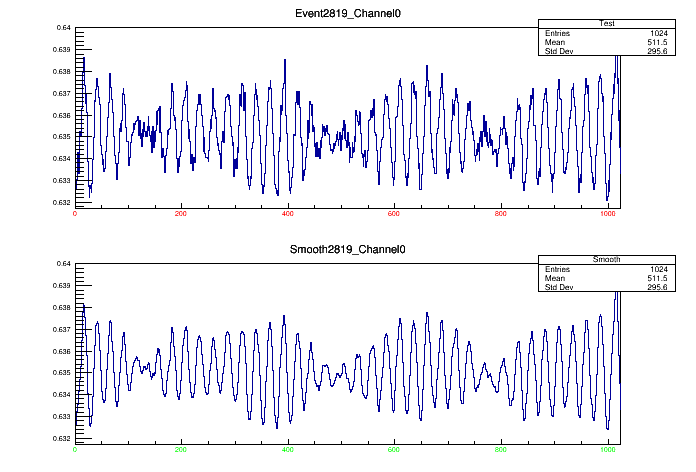 Event2819_Channel0
Test
Entries 1024
Mean 511.5
Std Dev 295.6
0.64
0.639
0.638
0.637
0.636
0.635
0.634
0.633
0.632
0 200 400 600 800 1000
Smooth2819_Channel0
Smooth
Entries 1024
Mean 511.5
Std Dev 295.6
0.64
0.639
0.638
0.637
0.636
0.635
0.634
0.633
0.632
0 200 400 600 800 1000